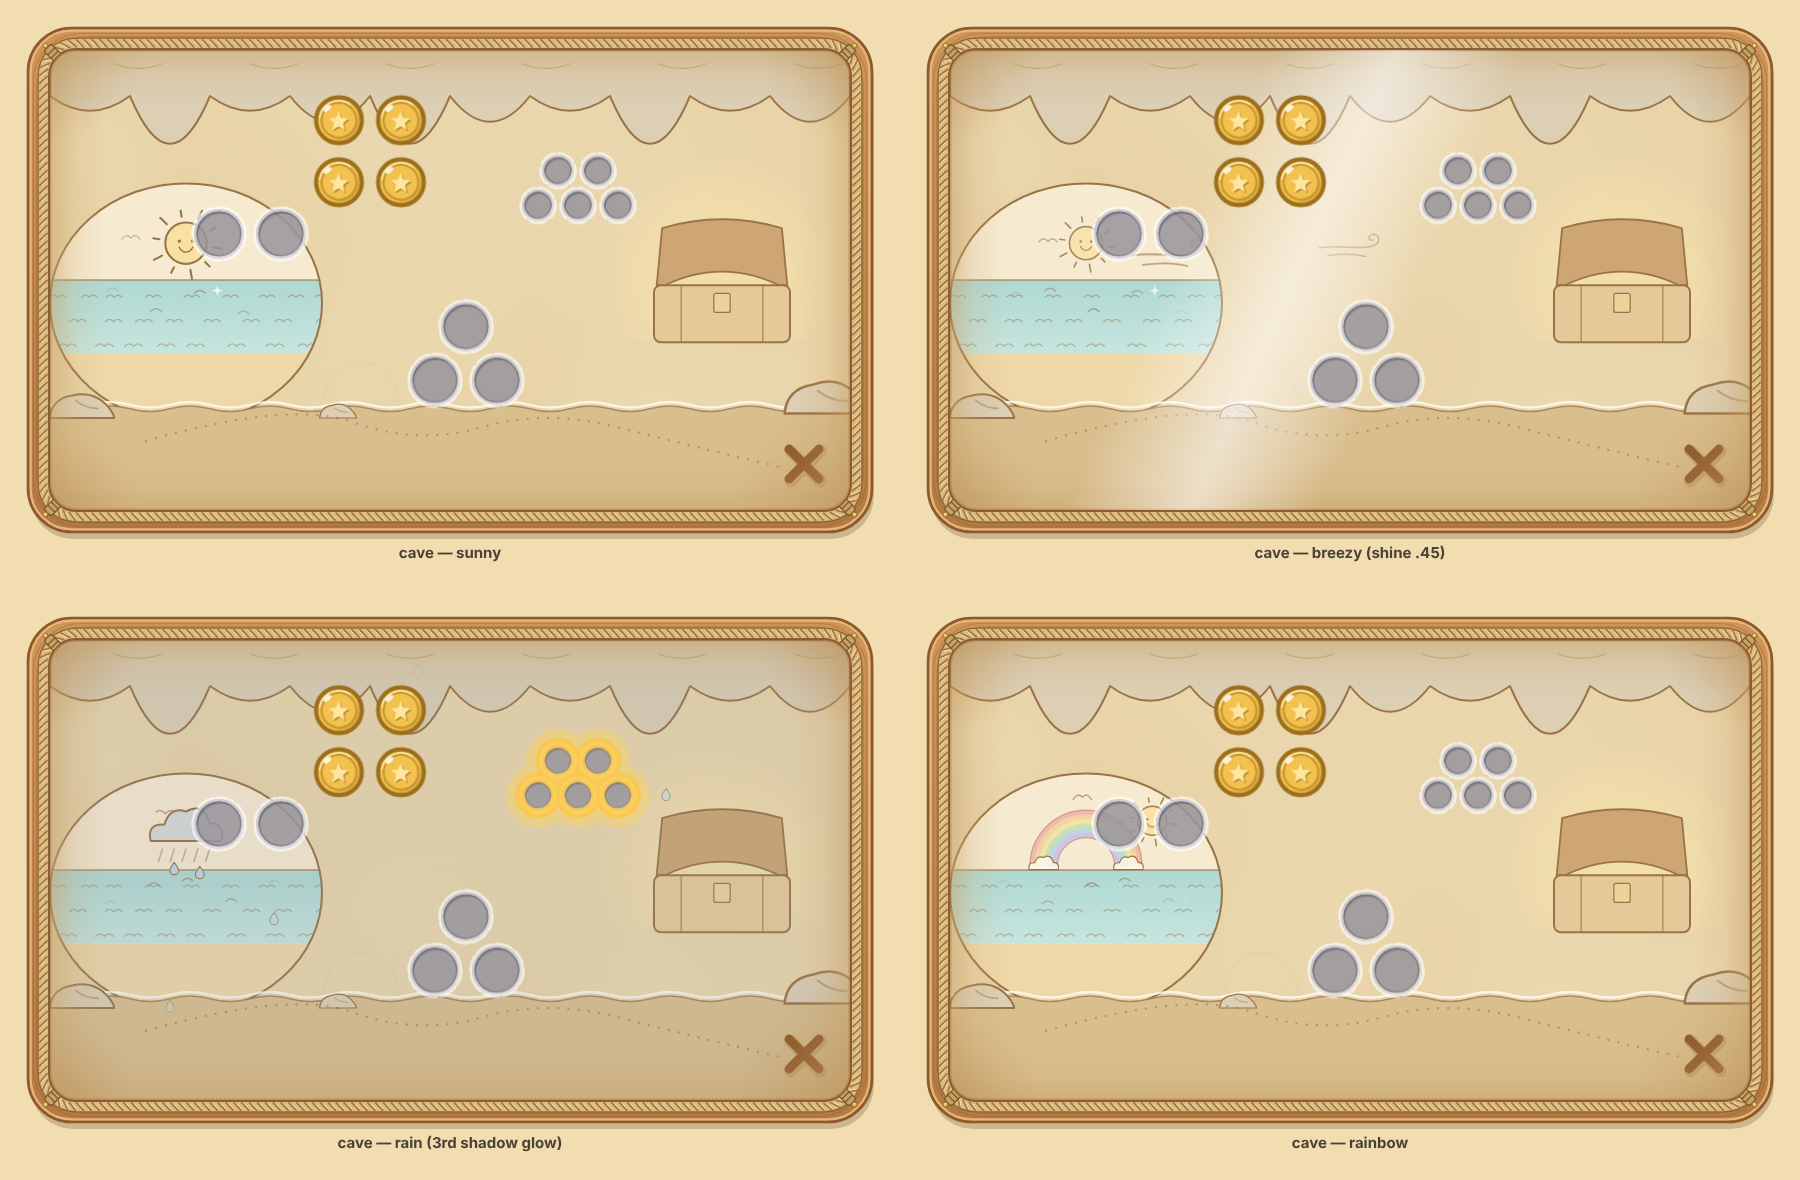 cave — sunny
cave — breezy (shine .45)
cave — rain (3rd shadow glow)
cave — rainbow